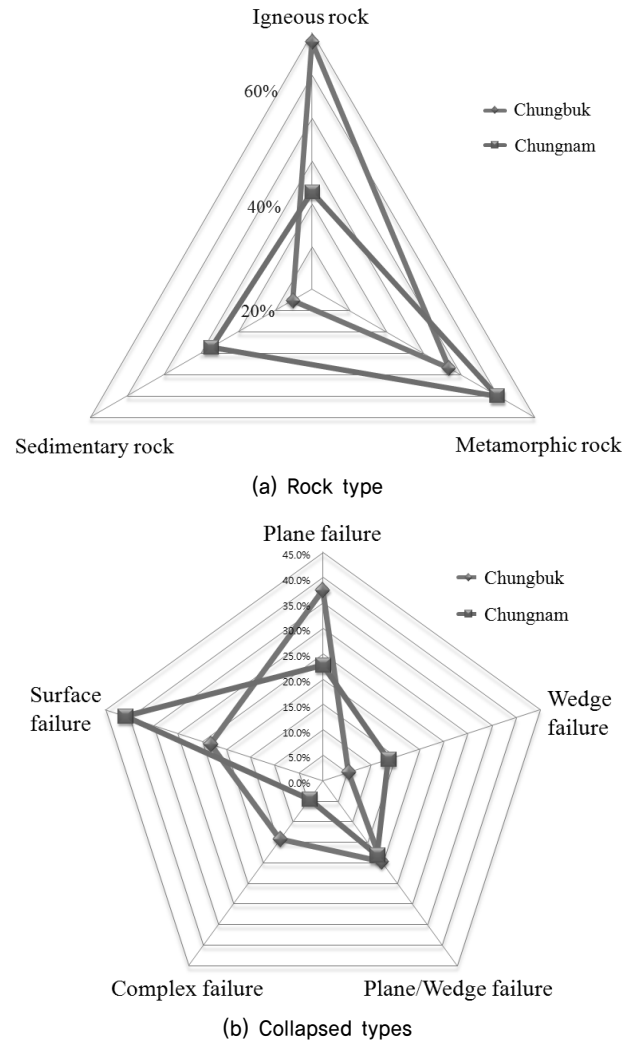 Igneous rock
60%
Chungbuk
Chungnam
40%
20%
Sedimentary rock
Metamorphic rock
(a) Rock type
Plane failure
45.0%
40.0%
35.0%
30.0%
25.0%
20.0%
15.0%
10.0%
5.0%
0.0%
Chungbuk
Chungnam
Surface
failure
Wedge
failure
Complex failure
Plane/Wedge failure
(b) Collapsed types